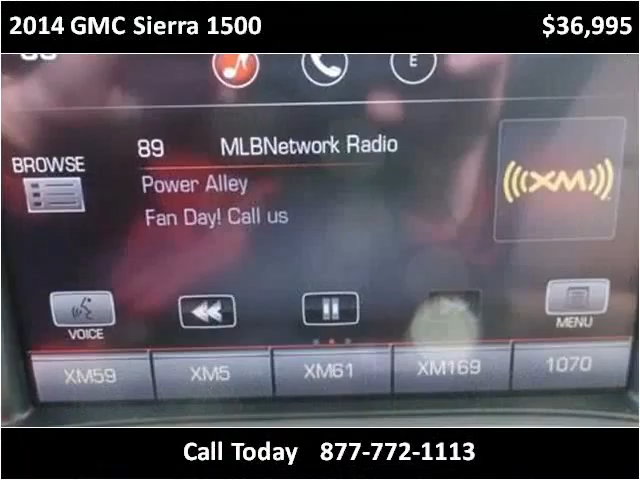 2014 GMC Sierra 1500 $36,995
E
89 MLBNetwork Radio
BROWSE
Power Alley
Fan Day! Call us
((XM))
VOICE
MENU
XM59 XM5 XM61 XM169 1070
Call Today 877-772-1113